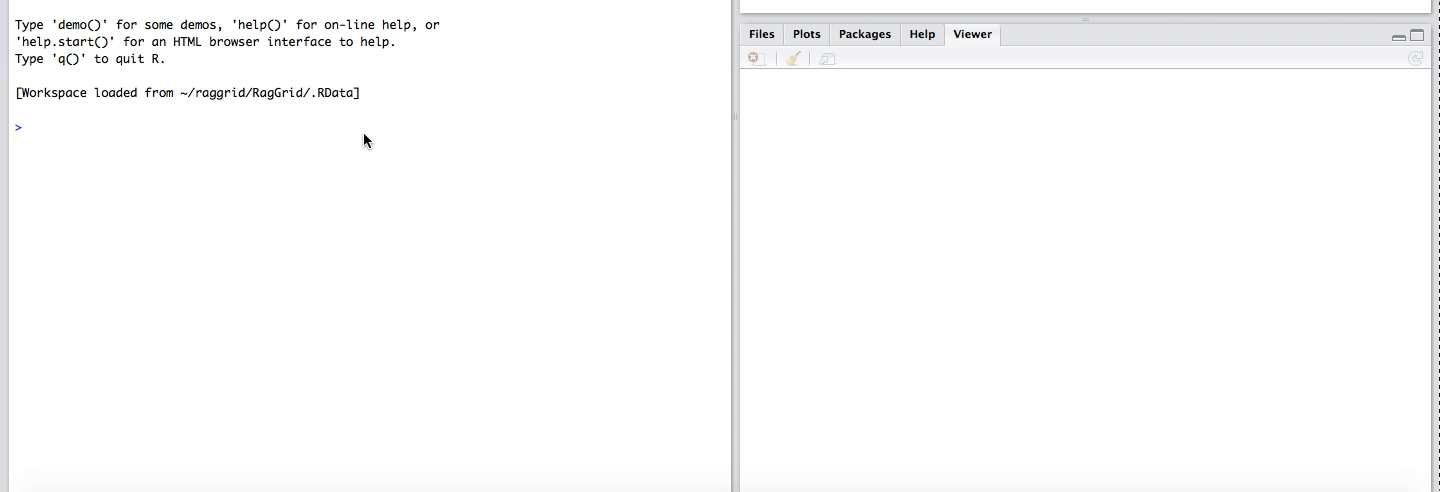 Type 'demo()' for some demos, 'help()' for on-line help, or
'help.start()' for an HTML browser interface to help.
Type 'q()' to quit R.
[Workspace loaded from ~/raggrid/RagGrid/.RData]
>
Files Plots Packages Help Viewer